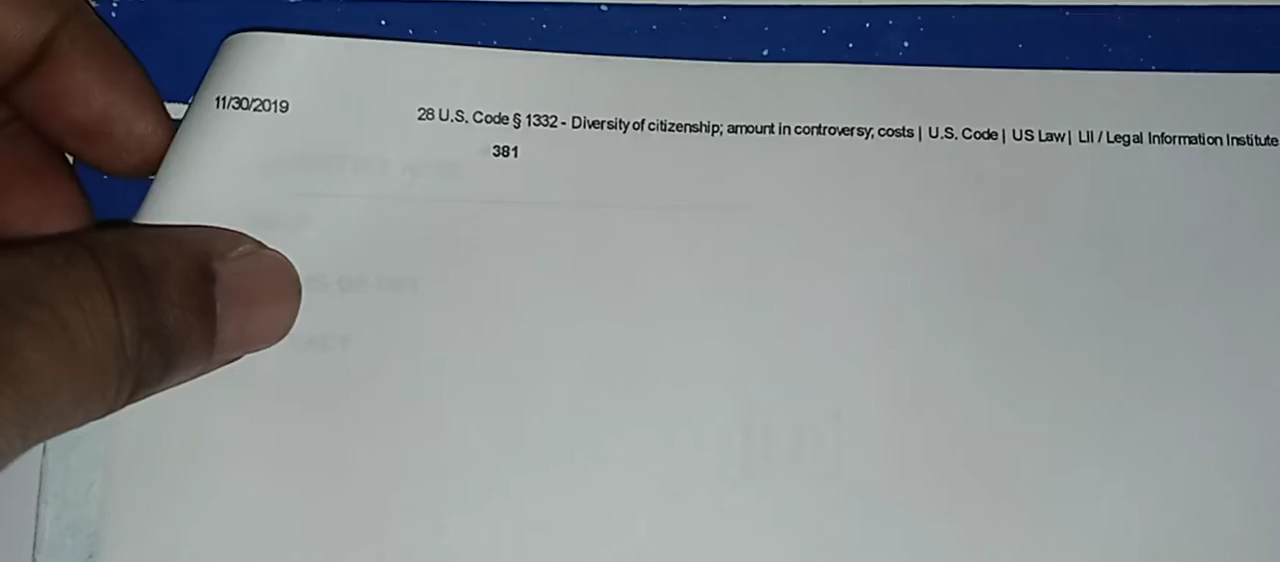 11/30/2019
28 U.S. Code § 1332 - Diversity of citizenship; amount in controversy; costs | U.S. Code | US Law | LII / Legal Information Institute
381